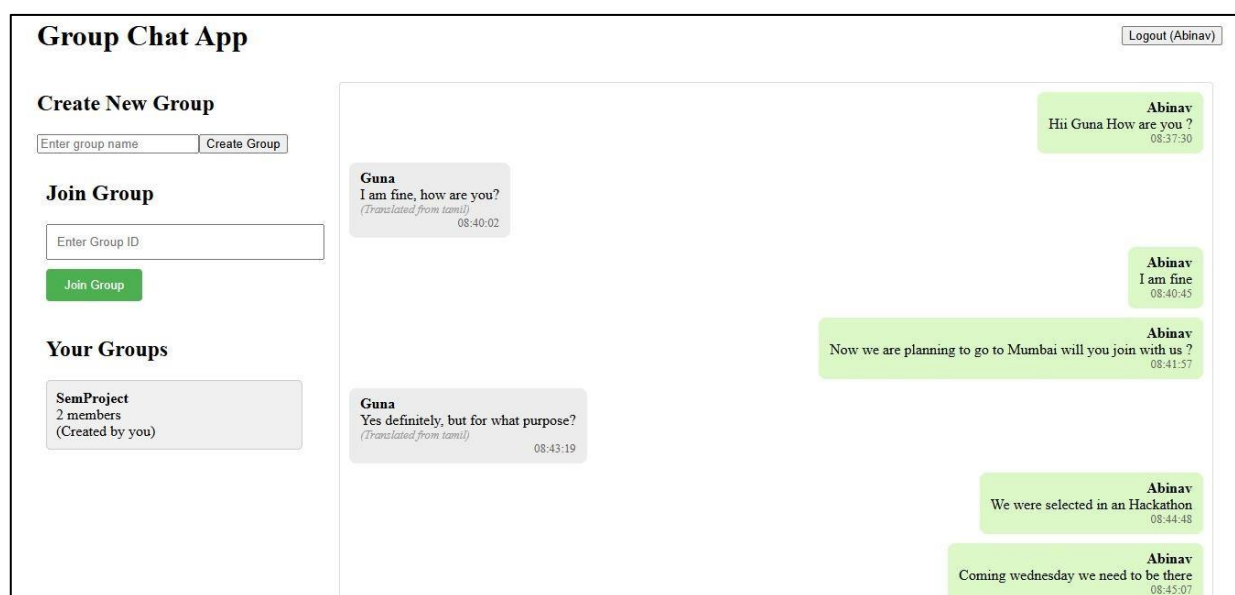 Group Chat App
Logout (Abinav)
Create New Group
Enter group name
Create Group
Join Group
Enter Group ID
Join Group
Your Groups
SemProject
2 members
(Created by you)
Abinav
Hii Guna How are you ?
08:37:30
Guna
I am fine, how are you?
(Translated from tamil)
08:40:02
Abinav
I am fine
08:40:45
Abinav
Now we are planning to go to Mumbai will you join with us ?
08:41:57
Guna
Yes definitely, but for what purpose?
(Translated from tamil)
08:43:19
Abinav
We were selected in an Hackathon
08:44:48
Abinav
Coming wednesday we need to be there
08:45:07